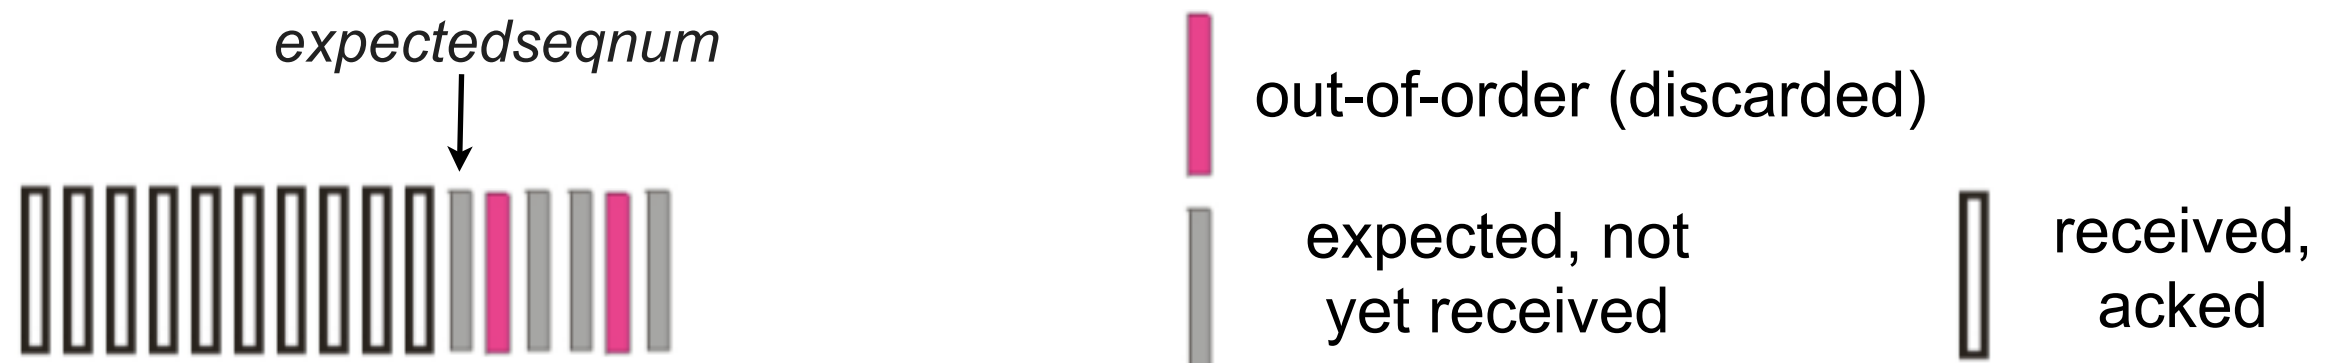 expectedseqnum
out-of-order (discarded)
expected, not
yet received
received,
acked